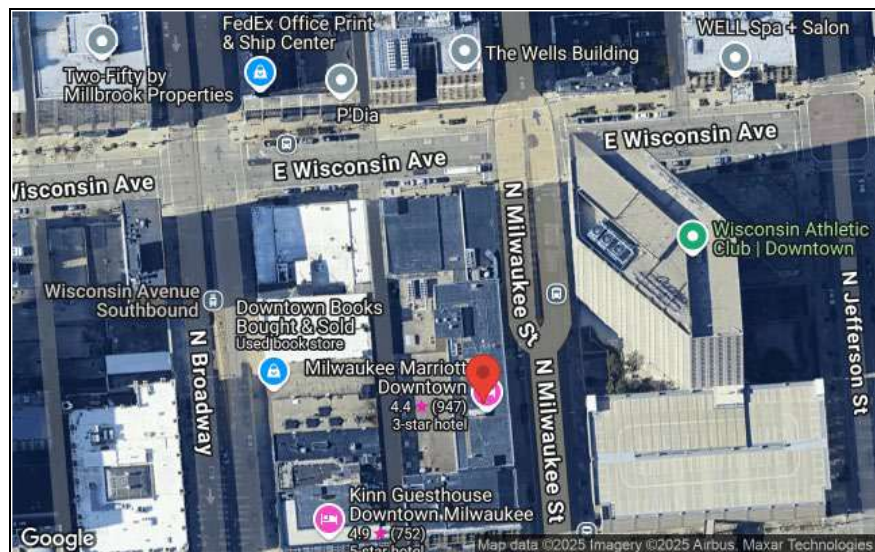 FedEx Office Print
& Ship Center
WELL Spa + Salon
The Wells Building
Two-Fifty by
Millbrook Properties
P'Dia
E Wisconsin Ave
E Wisconsin Ave
Wisconsin Ave
N Milwaukee St
Wisconsin Athletic
Club | Downtown
Wisconsin Avenue
Southbound
N Jefferson St
N Broadway
Downtown Books
Bought & Sold
Used book store
Milwaukee Marriott
Downtown
4.4 ★ (947)
3-star hotel
N Milwaukee St
Kinn Guesthouse
Downtown Milwaukee
4.9 ★ (752)
5-star hotel
Google
Map data ©2025 Imagery ©2025 Airbus, Maxar Technologies